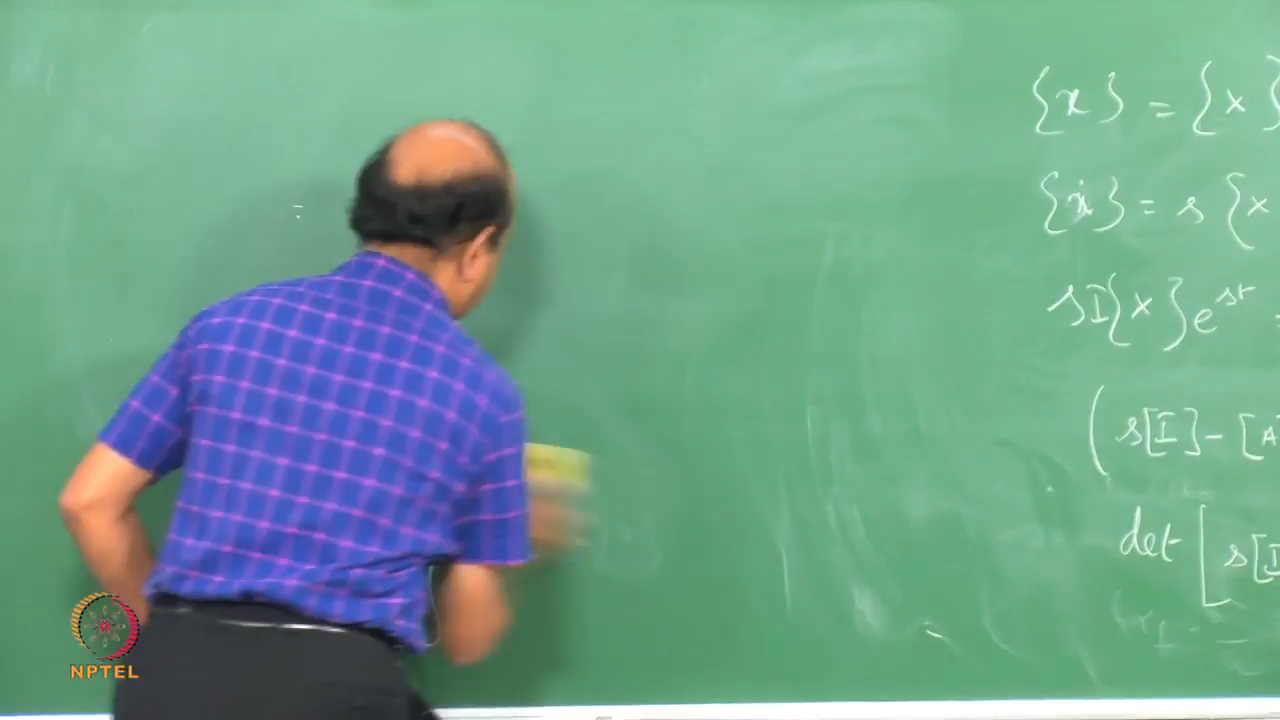 {x} = {X}
{ẋ} = s {X
sI{X}e^st =
(s[I] - [A]
det [s[I
NPTEL